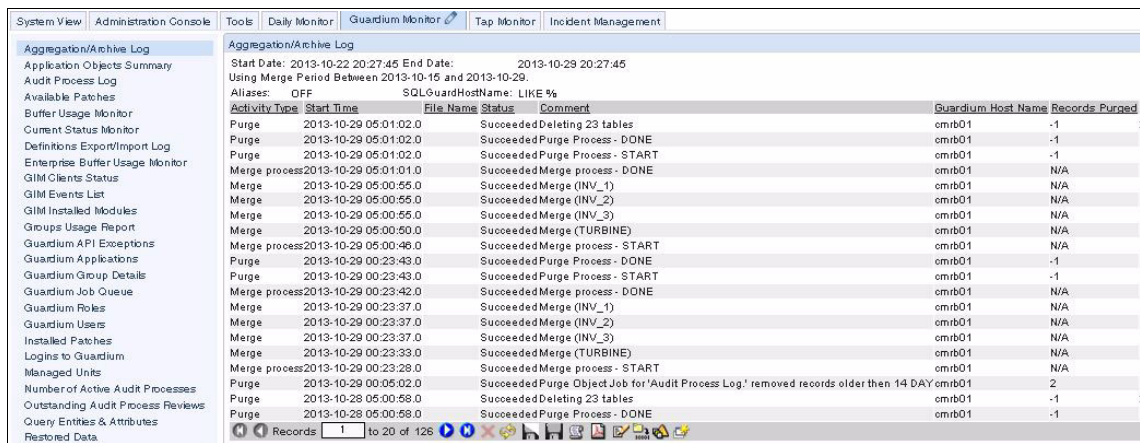 System View Administration Console Tools Daily Monitor Guardium Monitor Tap Monitor Incident Management
Aggregation/Archive Log
Application Objects Summary
Audit Process Log
Available Patches
Buffer Usage Monitor
Current Status Monitor
Definitions Export/Import Log
Enterprise Buffer Usage Monitor
GIM Clients Status
GIM Events List
GIM Installed Modules
Groups Usage Report
Guardium API Exceptions
Guardium Applications
Guardium Group Details
Guardium Job Queue
Guardium Roles
Guardium Users
Installed Patches
Logins to Guardium
Managed Units
Number of Active Audit Processes
Outstanding Audit Process Reviews
Query Entities & Attributes
Restored Data
Aggregation/Archive Log
Start Date: 2013-10-22 20:27:45 End Date: 2013-10-29 20:27:45
Using Merge Period Between 2013-10-15 and 2013-10-29.
Aliases: OFF SQLGuardHostName: LIKE %
Activity Type Start Time File Name Status Comment Guardium Host Name Records Purged
Purge 2013-10-29 05:01:02.0 Succeeded Deleting 23 tables cmrb01 -1
Purge 2013-10-29 05:01:02.0 Succeeded Purge Process - DONE cmrb01 -1
Purge 2013-10-29 05:01:02.0 Succeeded Purge Process - START cmrb01 -1
Merge process 2013-10-29 05:01:01.0 Succeeded Merge process - DONE cmrb01 N/A
Merge 2013-10-29 05:00:55.0 Succeeded Merge (INV_1) cmrb01 N/A
Merge 2013-10-29 05:00:55.0 Succeeded Merge (INV_2) cmrb01 N/A
Merge 2013-10-29 05:00:55.0 Succeeded Merge (INV_3) cmrb01 N/A
Merge 2013-10-29 05:00:50.0 Succeeded Merge (TURBINE) cmrb01 N/A
Merge process 2013-10-29 05:00:46.0 Succeeded Merge process - START cmrb01 N/A
Purge 2013-10-29 00:23:43.0 Succeeded Purge Process - DONE cmrb01 -1
Purge 2013-10-29 00:23:43.0 Succeeded Purge Process - START cmrb01 -1
Merge process 2013-10-29 00:23:42.0 Succeeded Merge process - DONE cmrb01 N/A
Merge 2013-10-29 00:23:37.0 Succeeded Merge (INV_1) cmrb01 N/A
Merge 2013-10-29 00:23:37.0 Succeeded Merge (INV_2) cmrb01 N/A
Merge 2013-10-29 00:23:37.0 Succeeded Merge (INV_3) cmrb01 N/A
Merge 2013-10-29 00:23:33.0 Succeeded Merge (TURBINE) cmrb01 N/A
Merge process 2013-10-29 00:23:28.0 Succeeded Merge process - START cmrb01 N/A
Purge 2013-10-29 00:05:02.0 Succeeded Purge Object Job for 'Audit Process Log.' removed records older then 14 DAY cmrb01 2
Purge 2013-10-28 05:00:58.0 Succeeded Deleting 23 tables cmrb01 -1
Purge 2013-10-28 05:00:58.0 Succeeded Purge Process - DONE cmrb01 -1
Records 1 to 20 of 126